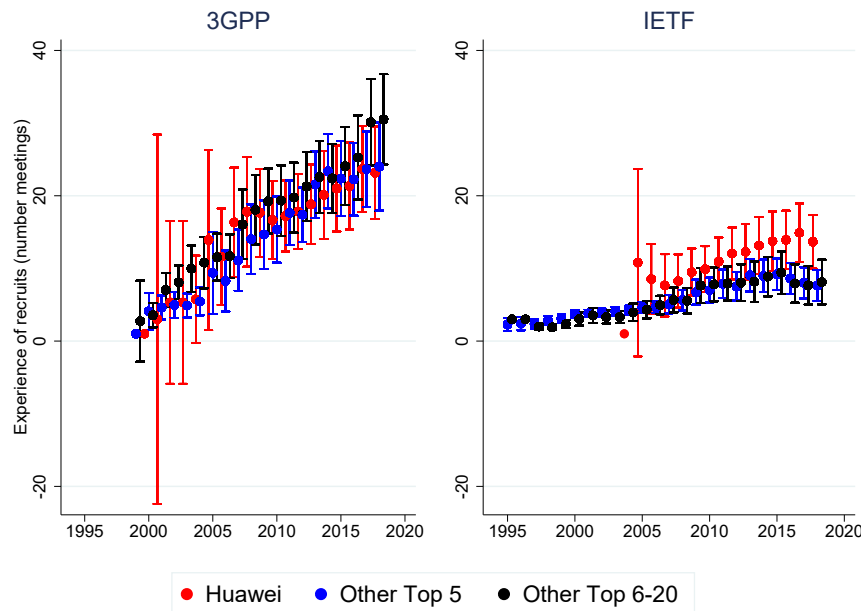 3GPP
IETF
Experience of recruits (number meetings)
40
20
0
-20
1995 2000 2005 2010 2015 2020
40
20
0
-20
1995 2000 2005 2010 2015 2020
Huawei Other Top 5 Other Top 6-20